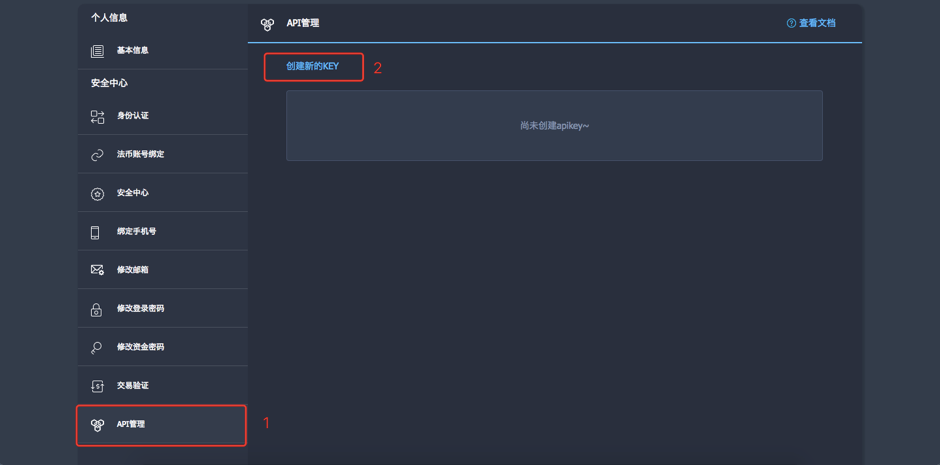 个人信息
基本信息
安全中心
身份认证
法币账号绑定
安全中心
绑定手机号
修改邮箱
修改登录密码
修改资金密码
交易验证
API管理
1
API管理
查看文档
创建新的KEY
2
尚未创建apikey~